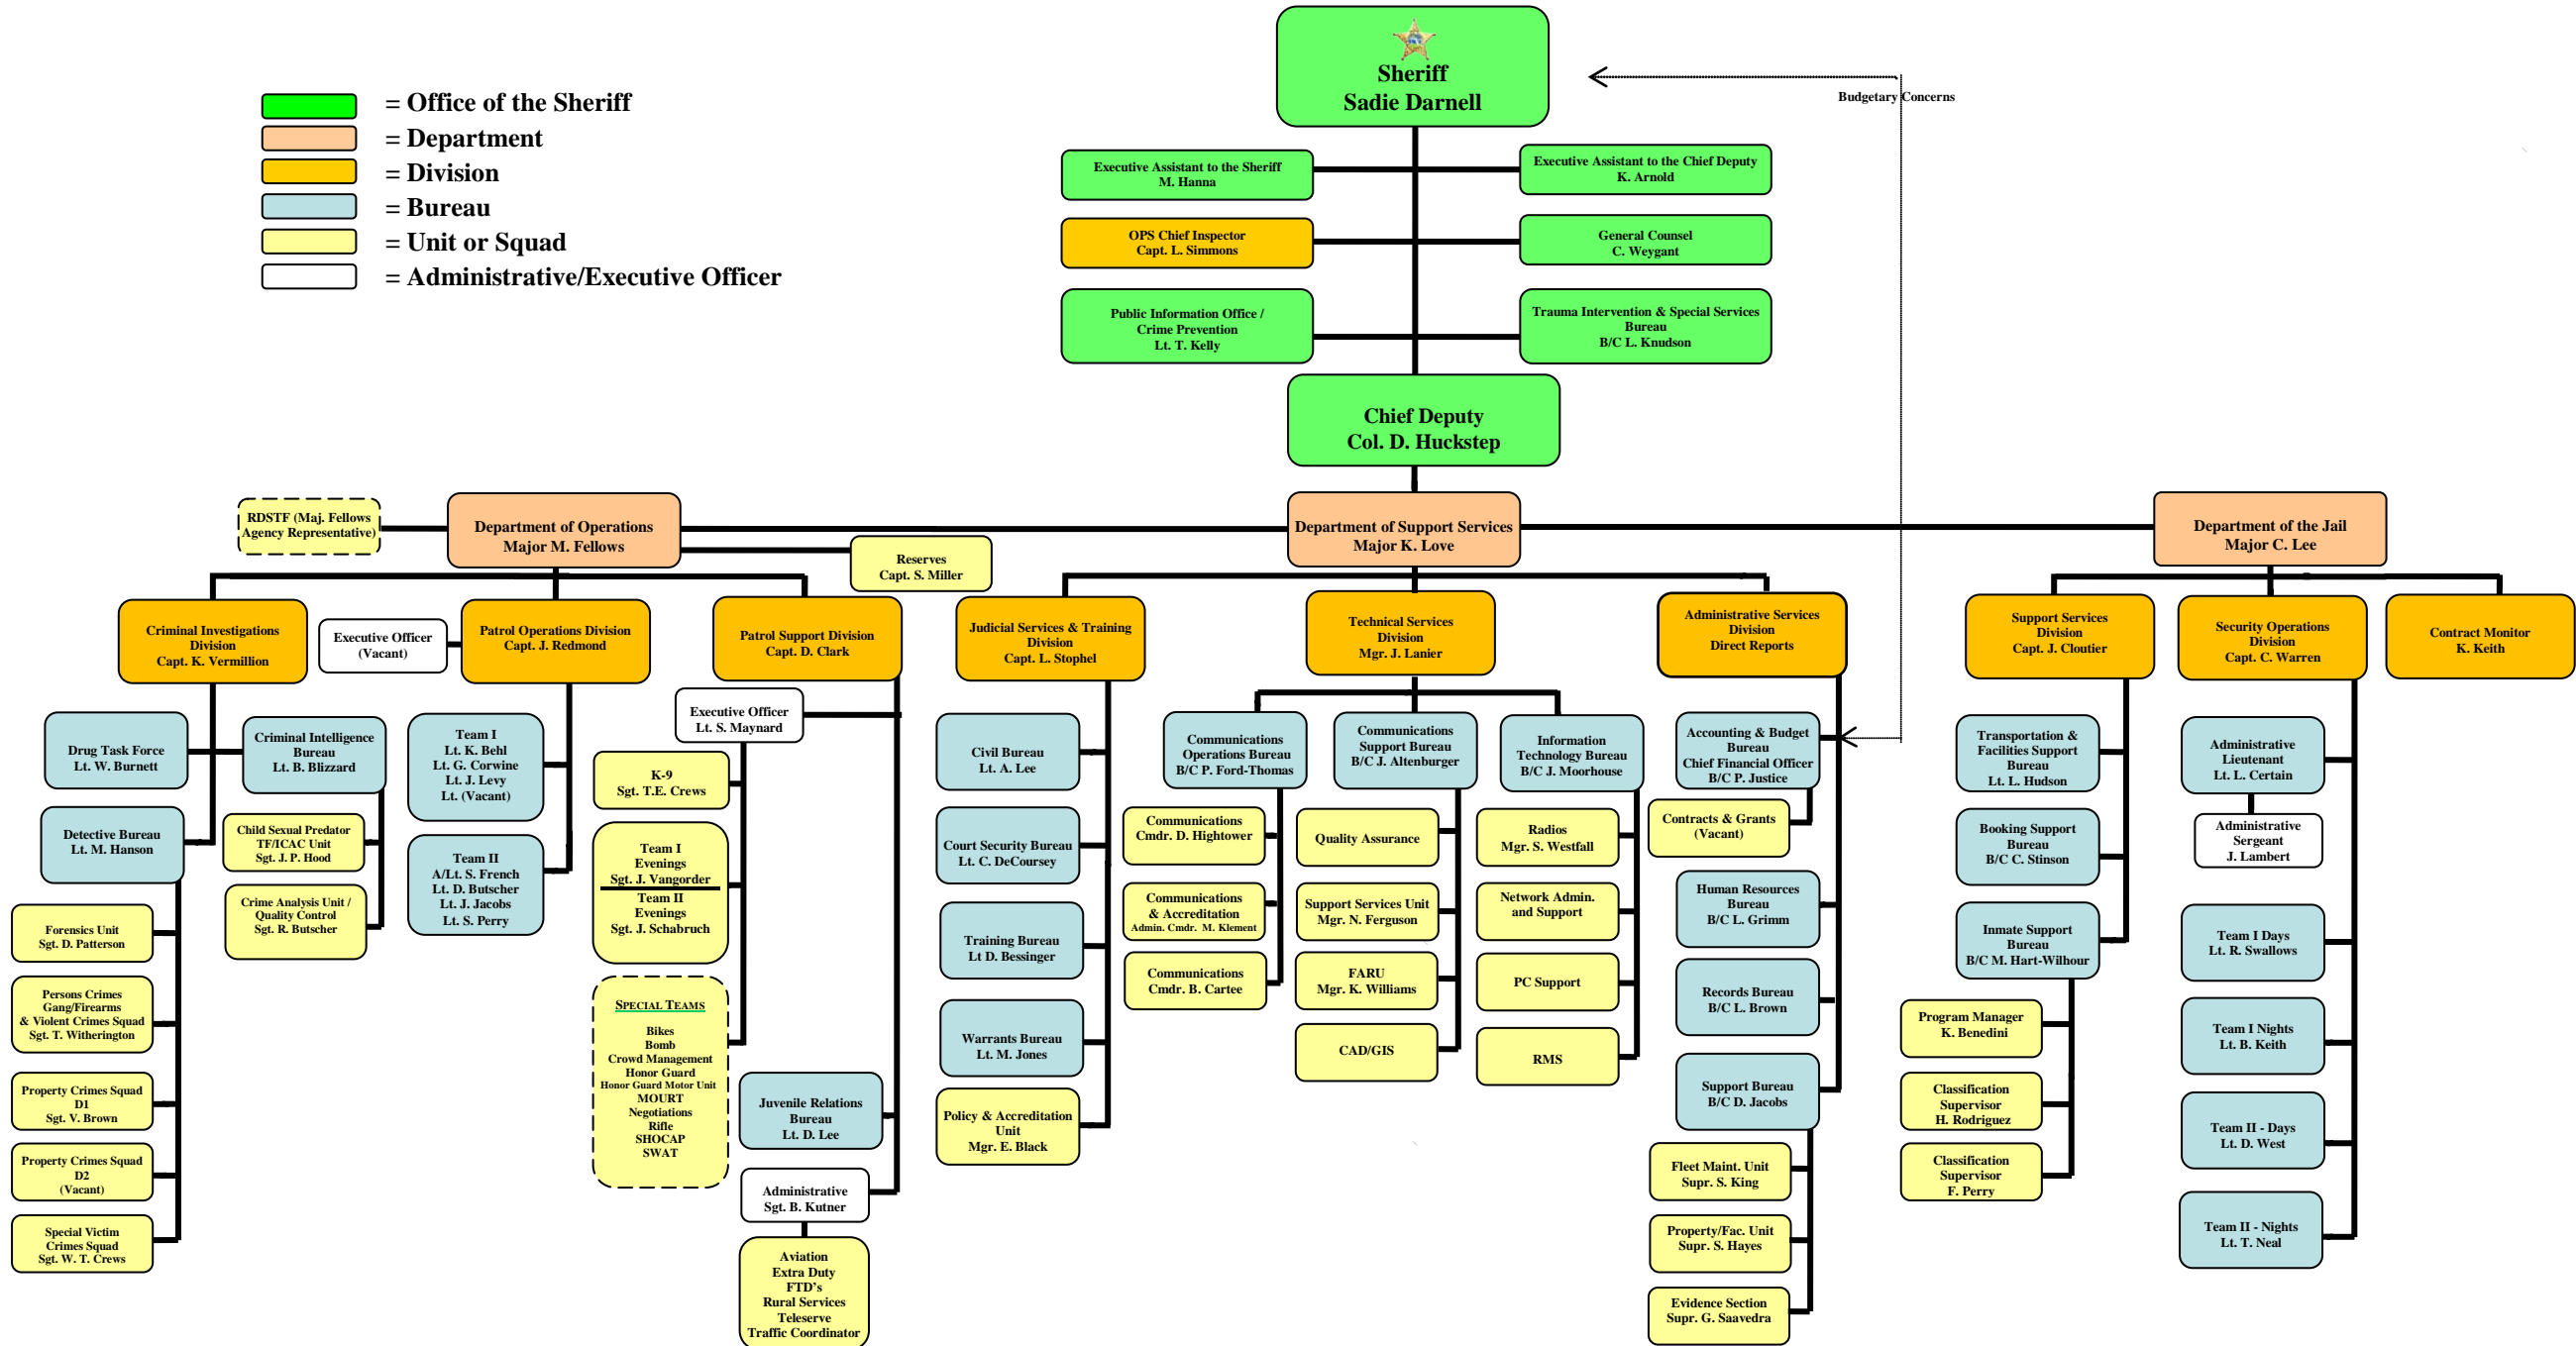 Sheriff
Sadie Darnell
Budgetary Concerns
= Office of the Sheriff
= Department
= Division
= Bureau
= Unit or Squad
= Administrative/Executive Officer
Executive Assistant to the Sheriff
M. Hanna
Executive Assistant to the Chief Deputy
K. Arnold
OPS Chief Inspector
Capt. L. Simmons
General Counsel
C. Weygant
Public Information Office /
Crime Prevention
Lt. T. Kelly
Trauma Intervention & Special Services
Bureau
B/C L. Knudson
Chief Deputy
Col. D. Huckstep
RDSTF (Maj. Fellows
Agency Representative)
Department of Operations
Major M. Fellows
Reserves
Capt. S. Miller
Department of Support Services
Major K. Love
Department of the Jail
Major C. Lee
Criminal Investigations
Division
Capt. K. Vermillion
Executive Officer
(Vacant)
Patrol Operations Division
Capt. J. Redmond
Patrol Support Division
Capt. D. Clark
Judicial Services & Training
Division
Capt. L. Stophel
Technical Services
Division
Mgr. J. Lanier
Administrative Services
Division
Direct Reports
Support Services
Division
Capt. J. Cloutier
Security Operations
Division
Capt. C. Warren
Contract Monitor
K. Keith
Drug Task Force
Lt. W. Burnett
Criminal Intelligence
Bureau
Lt. B. Blizzard
Detective Bureau
Lt. M. Hanson
Child Sexual Predator
TF/ICAC Unit
Sgt. J. P. Hood
Crime Analysis Unit /
Quality Control
Sgt. R. Butscher
Forensics Unit
Sgt. D. Patterson
Persons Crimes
Gang/Firearms
& Violent Crimes Squad
Sgt. T. Witherington
Property Crimes Squad
D1
Sgt. V. Brown
Property Crimes Squad
D2
(Vacant)
Special Victim
Crimes Squad
Sgt. W. T. Crews
Team I
Lt. K. Behl
Lt. G. Corwine
Lt. J. Levy
Lt. (Vacant)
Team II
A/Lt. S. French
Lt. D. Butscher
Lt. J. Jacobs
Lt. S. Perry
Executive Officer
Lt. S. Maynard
K-9
Sgt. T.E. Crews
Team I
Evenings
Sgt. J. Vangorder
Team II
Evenings
Sgt. J. Schabruch
SPECIAL TEAMS
Bikes
Bomb
Crowd Management
Honor Guard
Honor Guard Motor Unit
MOURT
Negotiations
Rifle
SHOCAP
SWAT
Juvenile Relations
Bureau
Lt. D. Lee
Administrative
Sgt. B. Kutner
Aviation
Extra Duty
FTD's
Rural Services
Teleserve
Traffic Coordinator
Civil Bureau
Lt. A. Lee
Court Security Bureau
Lt. C. DeCoursey
Training Bureau
Lt D. Bessinger
Warrants Bureau
Lt. M. Jones
Policy & Accreditation
Unit
Mgr. E. Black
Communications
Operations Bureau
B/C P. Ford-Thomas
Communications
Cmdr. D. Hightower
Communications
& Accreditation
Admin. Cmdr. M. Klement
Communications
Cmdr. B. Cartee
Communications
Support Bureau
B/C J. Altenburger
Quality Assurance
Support Services Unit
Mgr. N. Ferguson
FARU
Mgr. K. Williams
CAD/GIS
Information
Technology Bureau
B/C J. Moorhouse
Radios
Mgr. S. Westfall
Network Admin.
and Support
PC Support
RMS
Accounting & Budget
Bureau
Chief Financial Officer
B/C P. Justice
Contracts & Grants
(Vacant)
Human Resources
Bureau
B/C L. Grimm
Records Bureau
B/C L. Brown
Support Bureau
B/C D. Jacobs
Fleet Maint. Unit
Supr. S. King
Property/Fac. Unit
Supr. S. Hayes
Evidence Section
Supr. G. Saavedra
Transportation &
Facilities Support
Bureau
Lt. L. Hudson
Booking Support
Bureau
B/C C. Stinson
Inmate Support
Bureau
B/C M. Hart-Wilhour
Program Manager
K. Benedini
Classification
Supervisor
H. Rodriguez
Classification
Supervisor
F. Perry
Administrative
Lieutenant
Lt. L. Certain
Administrative
Sergeant
J. Lambert
Team I Days
Lt. R. Swallows
Team I Nights
Lt. B. Keith
Team II - Days
Lt. D. West
Team II - Nights
Lt. T. Neal